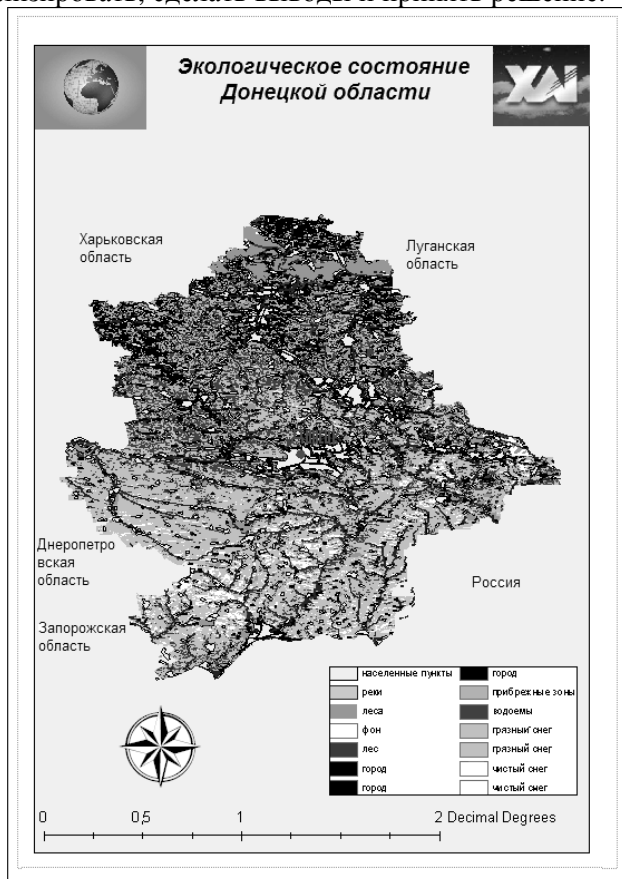 Экологическое состояние
Донецкой области
ХАІ
Харьковская
область
Луганская
область
Днеропетро
вская
область
Запорожская
область
Россия
населенные пункты
реки
леса
фон
лес
город
город
город
прибрежные зоны
водоемы
грязный снег
грязный снег
чистый снег
чистый снег
0 0,5 1 2 Decimal Degrees